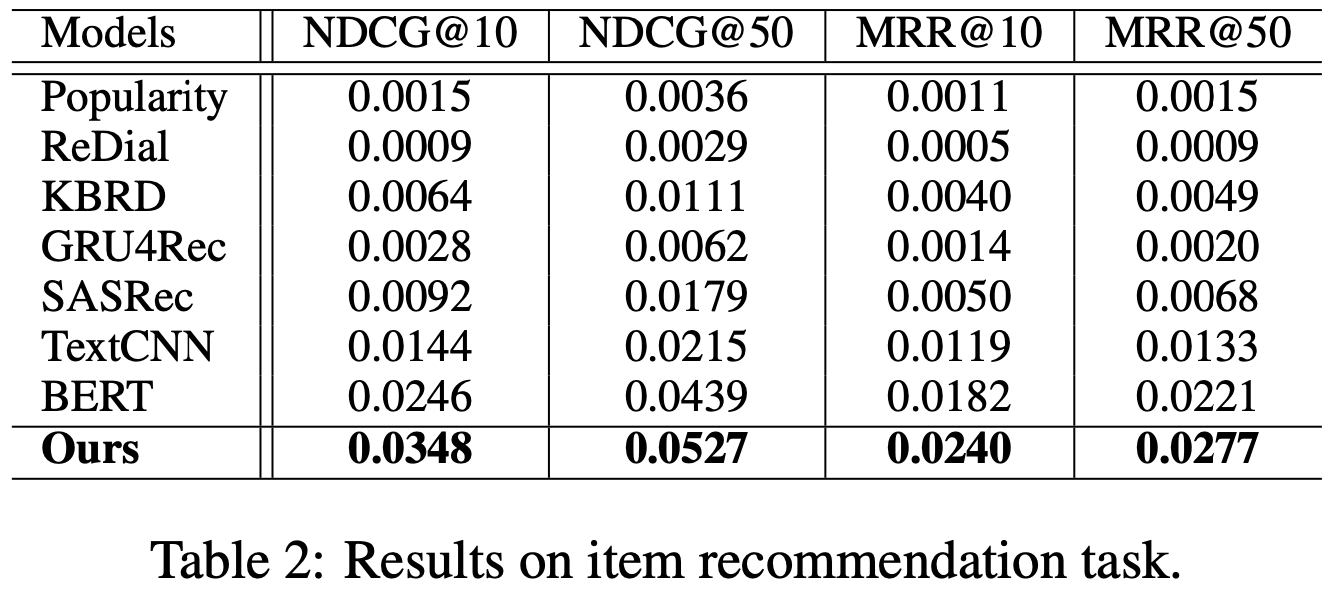 Models NDCG@10 NDCG@50 MRR@10 MRR@50
Popularity 0.0015 0.0036 0.0011 0.0015
ReDial 0.0009 0.0029 0.0005 0.0009
KBRD 0.0064 0.0111 0.0040 0.0049
GRU4Rec 0.0028 0.0062 0.0014 0.0020
SASRec 0.0092 0.0179 0.0050 0.0068
TextCNN 0.0144 0.0215 0.0119 0.0133
BERT 0.0246 0.0439 0.0182 0.0221
Ours 0.0348 0.0527 0.0240 0.0277
Table 2: Results on item recommendation task.